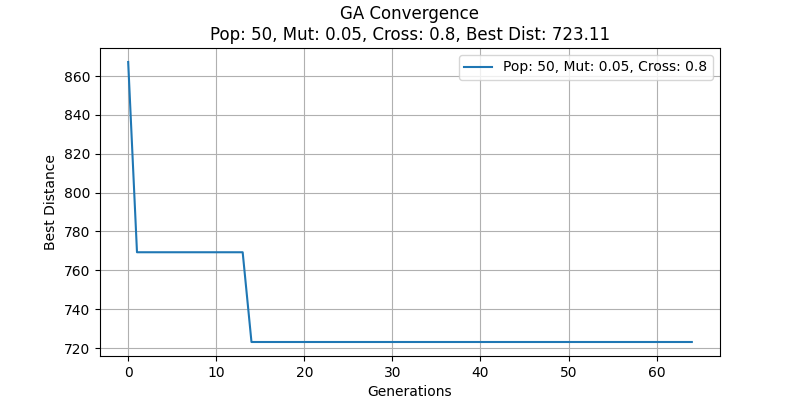 GA Convergence
Pop: 50, Mut: 0.05, Cross: 0.8, Best Dist: 723.11
Pop: 50, Mut: 0.05, Cross: 0.8
860
840
820
800
780
760
740
720
Best Distance
0 10 20 30 40 50 60
Generations